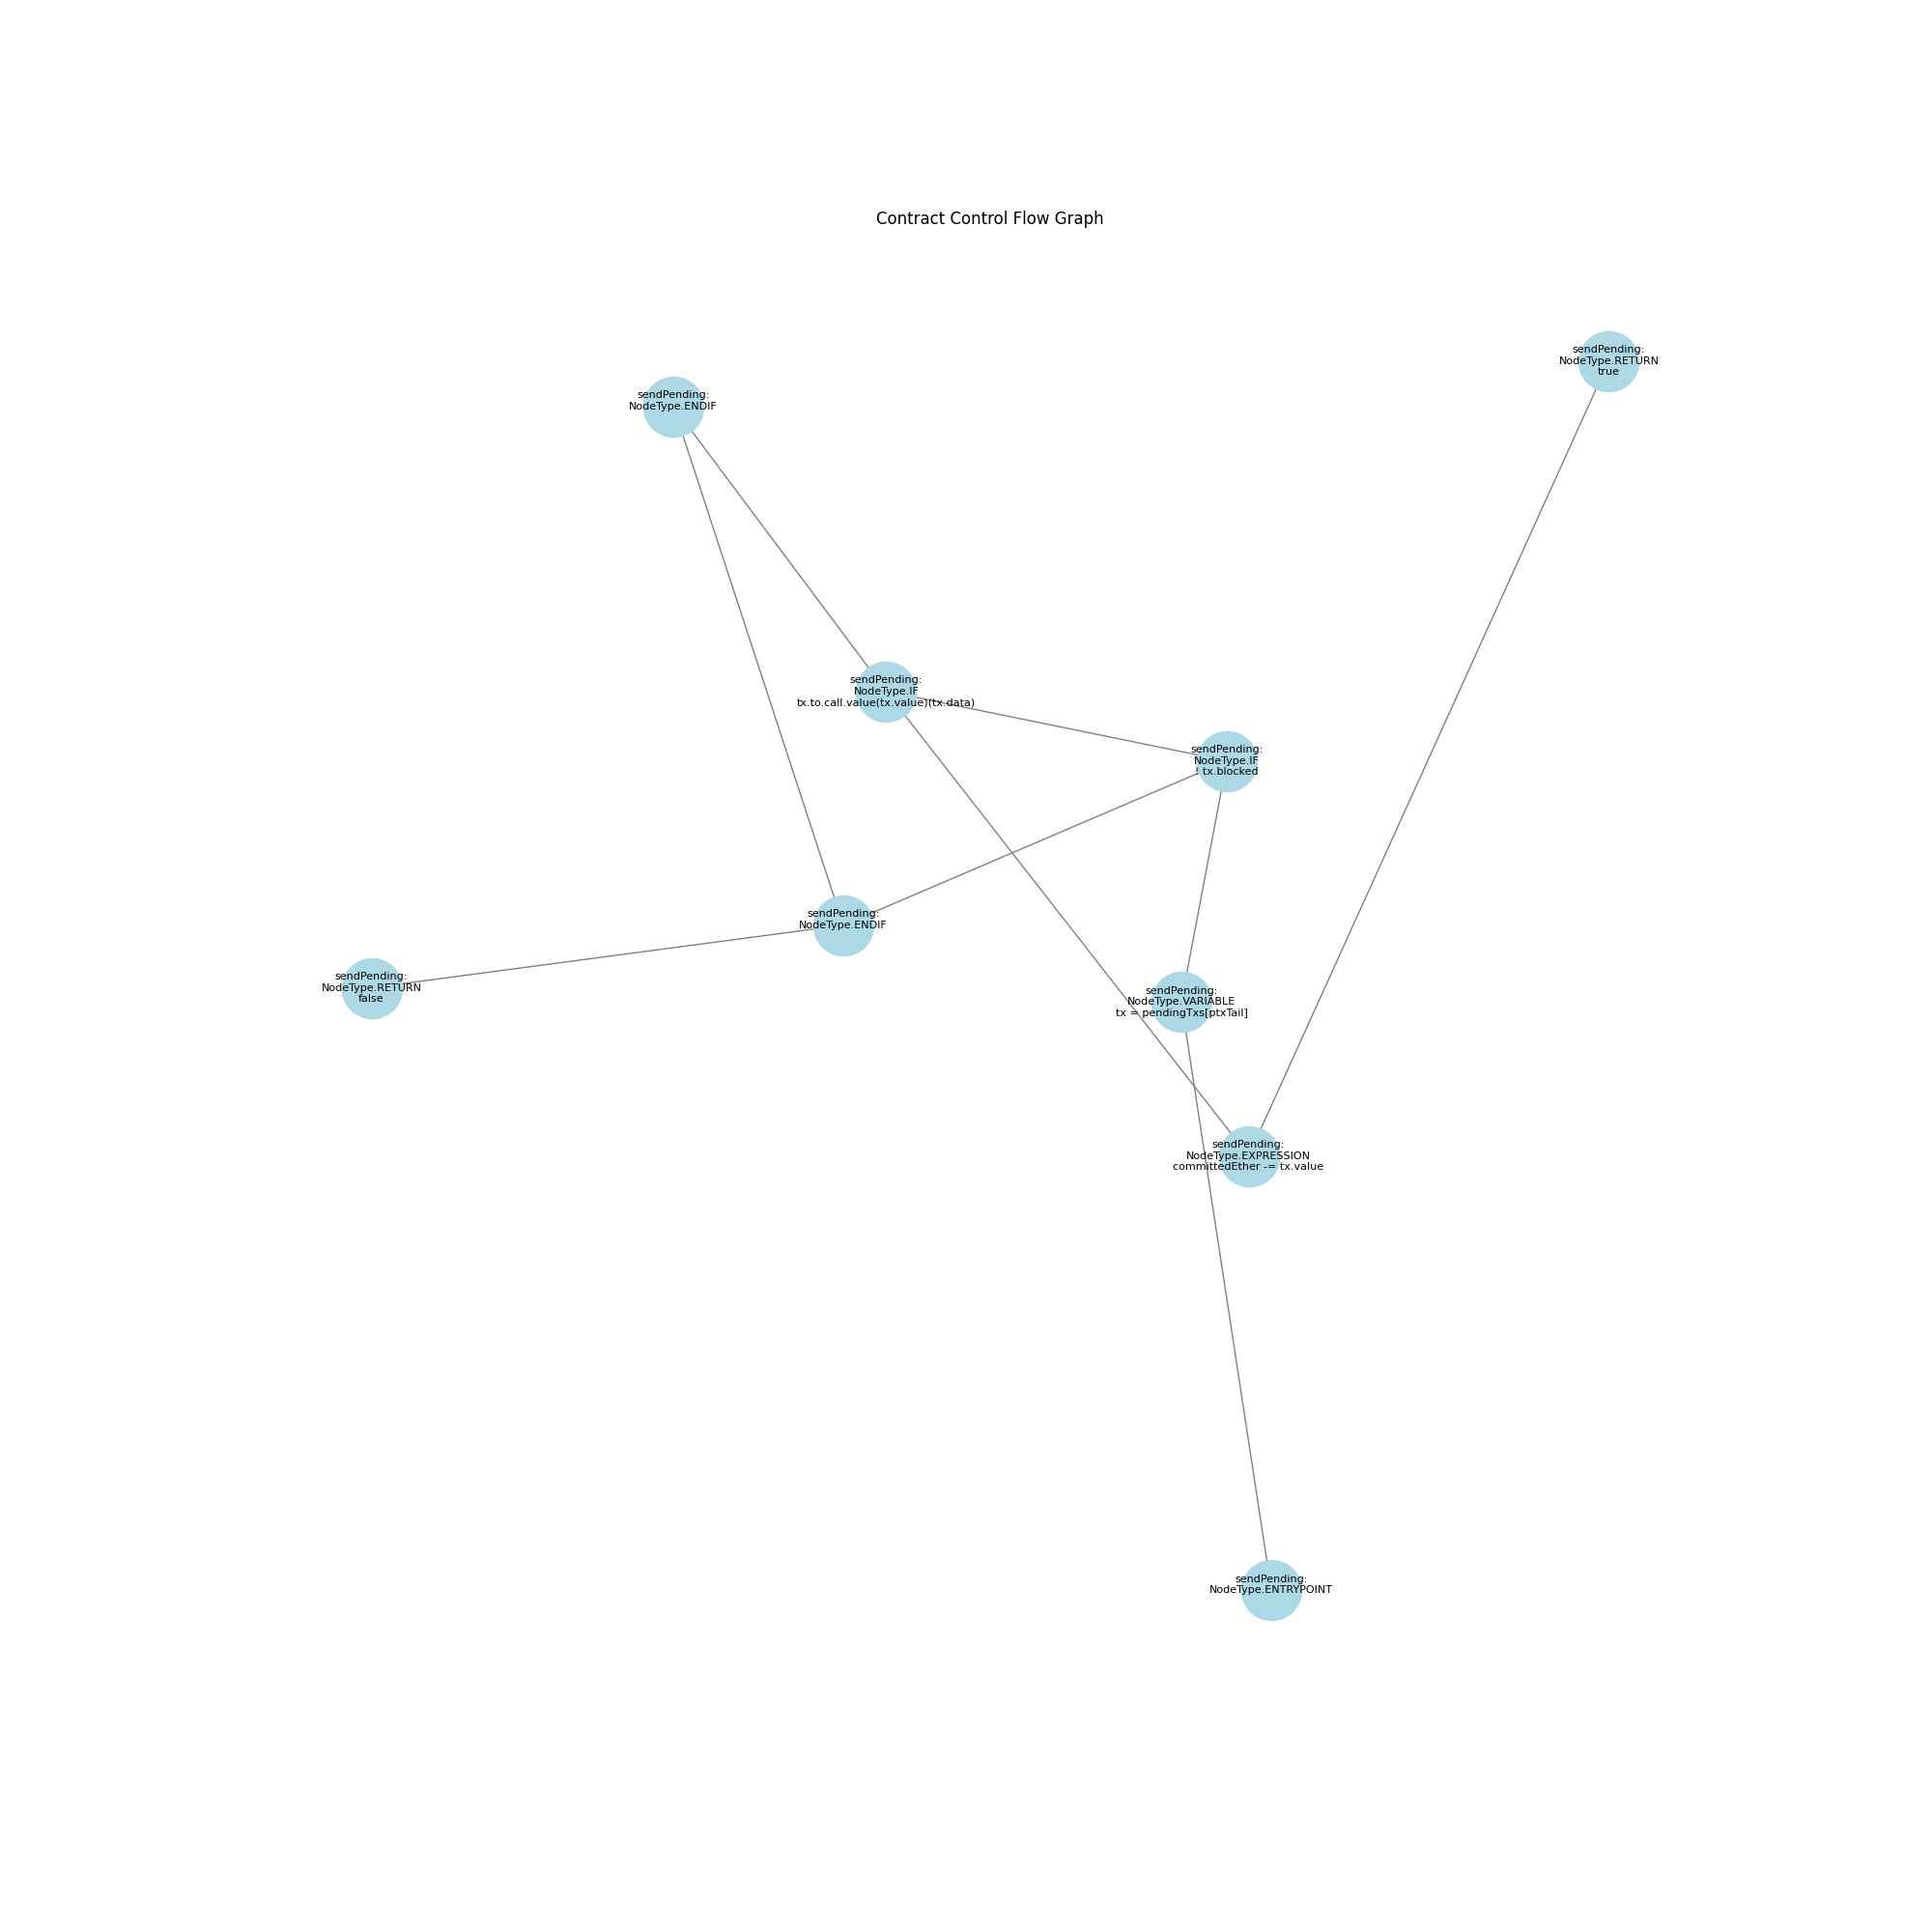 Contract Control Flow Graph
sendPending:
NodeType.RETURN
true
sendPending:
NodeType.ENDIF
sendPending:
NodeType.IF
tx.to.call.value(tx.value)(tx.data)
sendPending:
NodeType.IF
! tx.blocked
sendPending:
NodeType.ENDIF
sendPending:
NodeType.RETURN
false
sendPending:
NodeType.VARIABLE
tx = pendingTxs[ptxTail]
sendPending:
NodeType.EXPRESSION
committedEther -= tx.value
sendPending:
NodeType.ENTRYPOINT